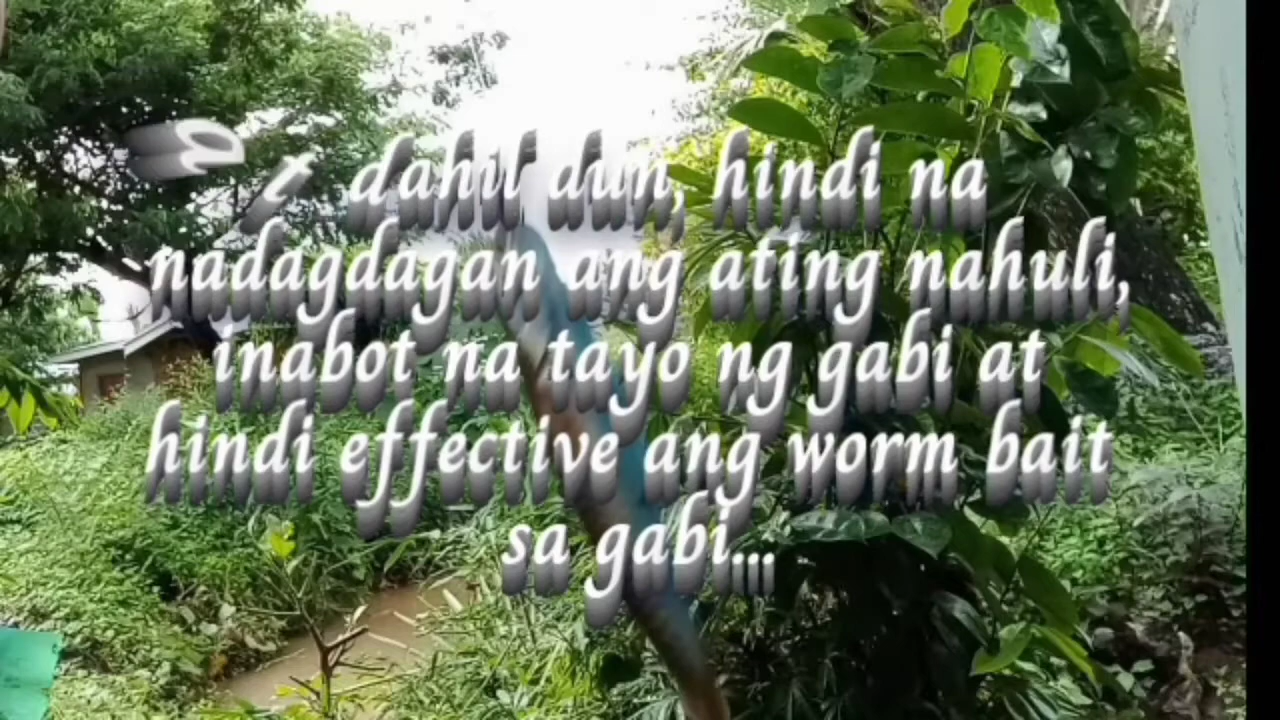 At dahil dun, hindi na
nadagdagan ang ating nahuli,
inabot na tayo ng gabi at
hindi effective ang worm bait
sa gabi...